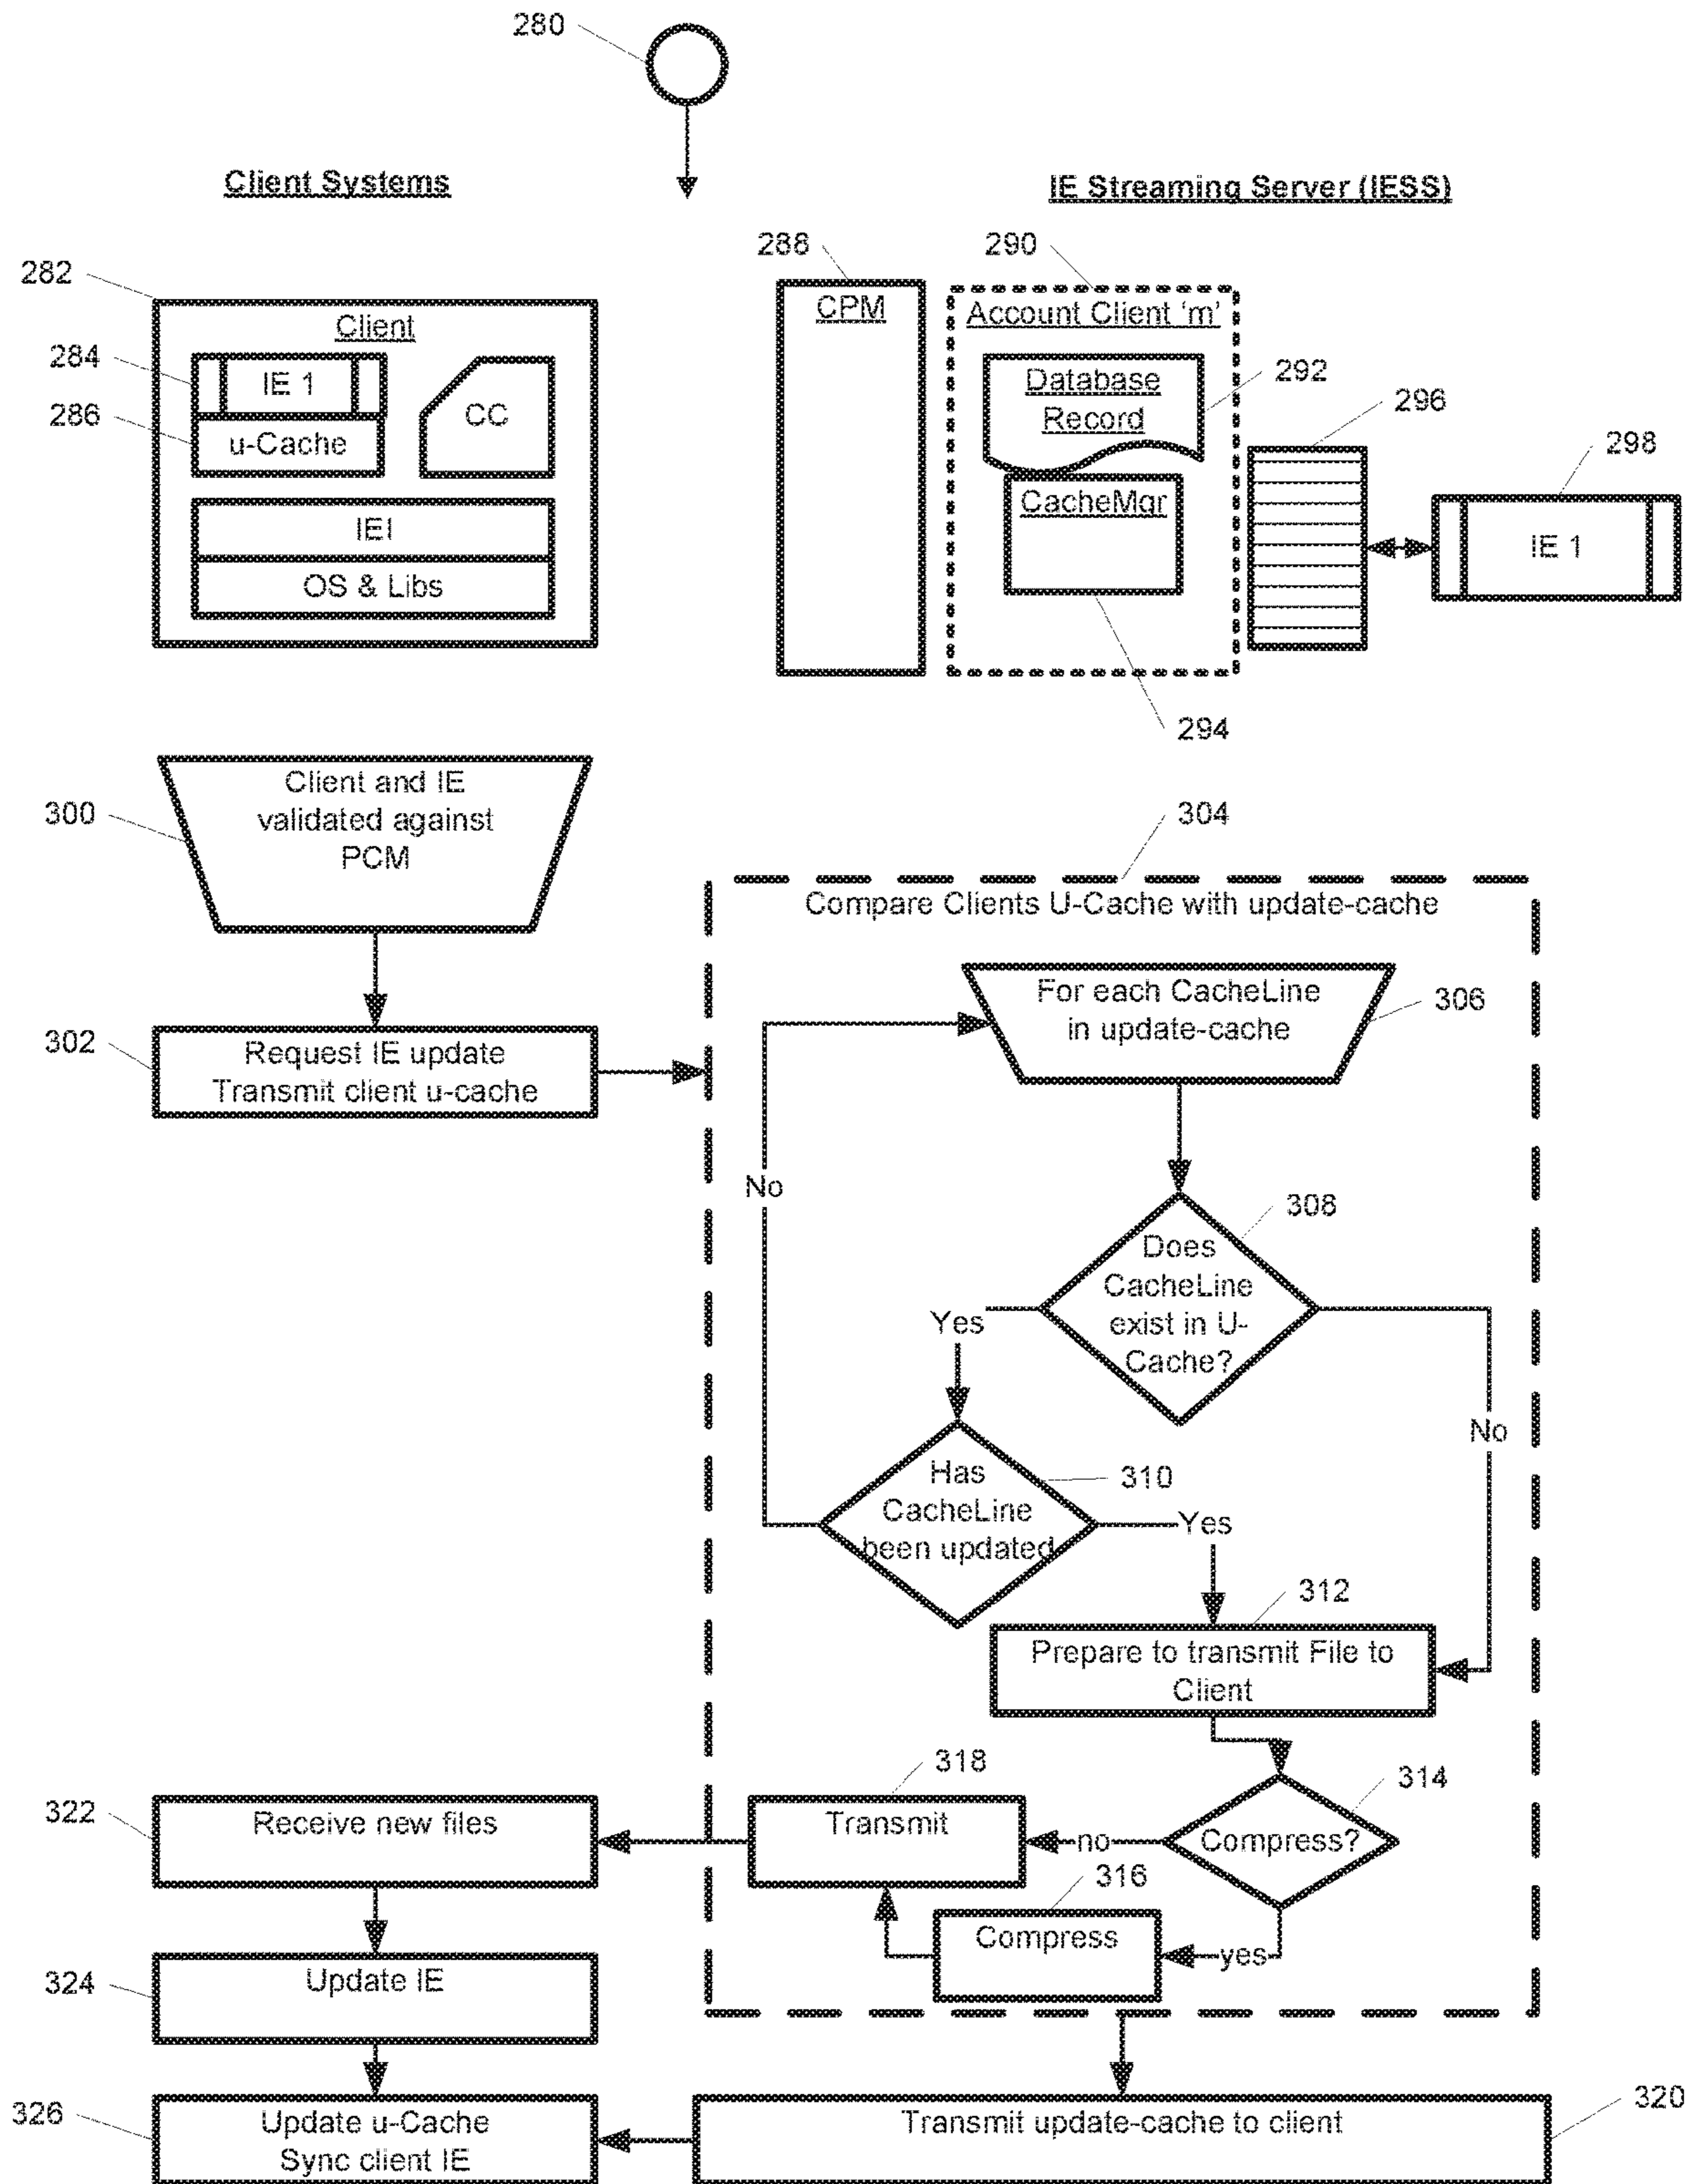 280
Client Systems
IE Streaming Server (IESS)
282
288
290
Client
CPM
Account Client 'm'
284
IE 1
CC
Database
Record
292
286
u-Cache
296
298
CacheMgr
IEI
IE 1
OS & Libs
294
300
Client and IE
validated against
PCM
304
Compare Clients U-Cache with update-cache
For each CacheLine
in update-cache
306
302
Request IE update
Transmit client u-cache
No
308
Does
CacheLine
exist in U-
Cache?
Yes
No
Has
CacheLine
been updated
310
Yes
312
Prepare to transmit File to
Client
318
314
322
Receive new files
Transmit
no
Compress?
316
Compress
yes
324
Update IE
326
Update u-Cache
Sync client IE
Transmit update-cache to client
320